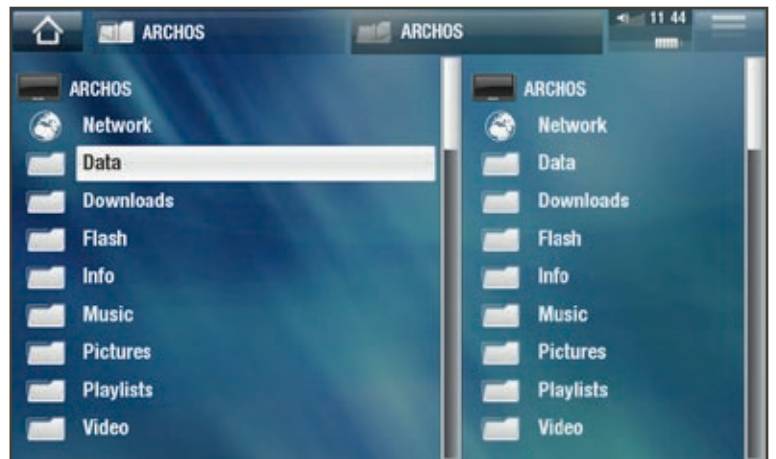 ARCHOS
ARCHOS
11 44
ARCHOS
Network
Data
Downloads
Flash
Info
Music
Pictures
Playlists
Video
ARCHOS
Network
Data
Downloads
Flash
Info
Music
Pictures
Playlists
Video